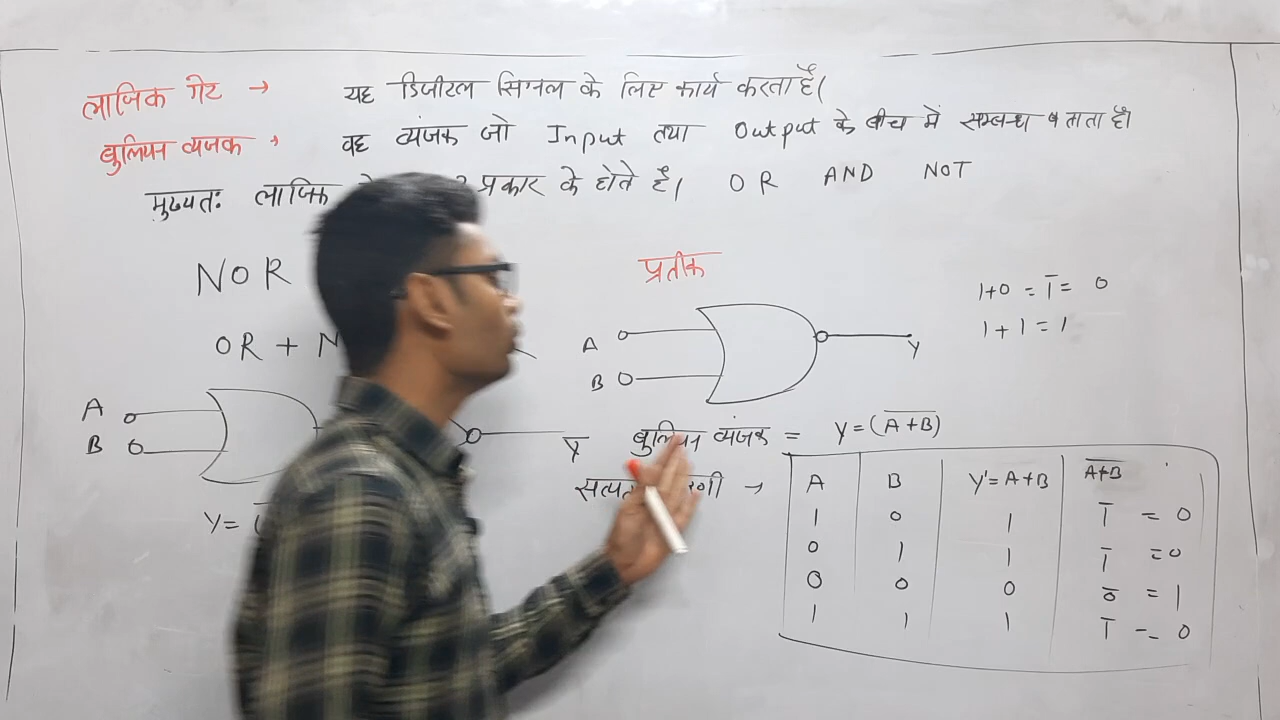 लाजिक गेट → यह डिजीटल सिग्नल के लिए कार्य करता है।
बुलियन व्यजक → वह व्यंजक जो Input तथा Output के बीच में सम्बन्ध बताता है।
मुख्यतः लाजिक प्रकार के होते है। OR AND NOT
NOR
OR + N
A
B
Y
Y = (
प्रतीक
A
B
Y
1+0 = 1̅ = 0
1 + 1 = 1
बुलियन व्यंजक = Y = (A̅+̅B̅)
→
A B Y' = A+B A̅+̅B̅
1 0 1 1̅ = 0
0 1 1 1̅ = 0
0 0 0 0̅ = 1
1 1 1 1̅ = 0